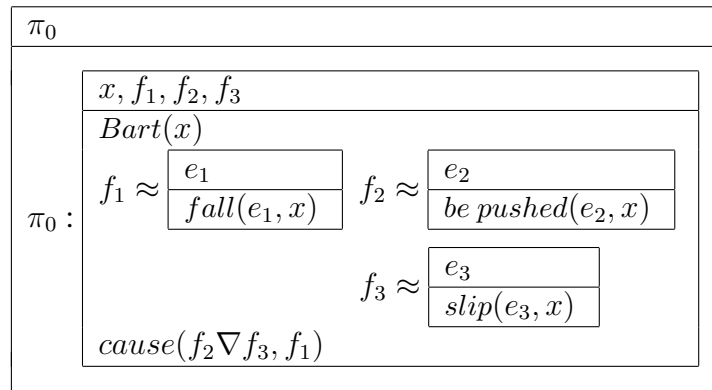 π₀
x, f₁, f₂, f₃
Bart(x)
e₁ e₂
f₁ ≈ f₂ ≈
fall(e₁, x) be pushed(e₂, x)
π₀ :
e₃
f₃ ≈
slip(e₃, x)
cause(f₂∇f₃, f₁)